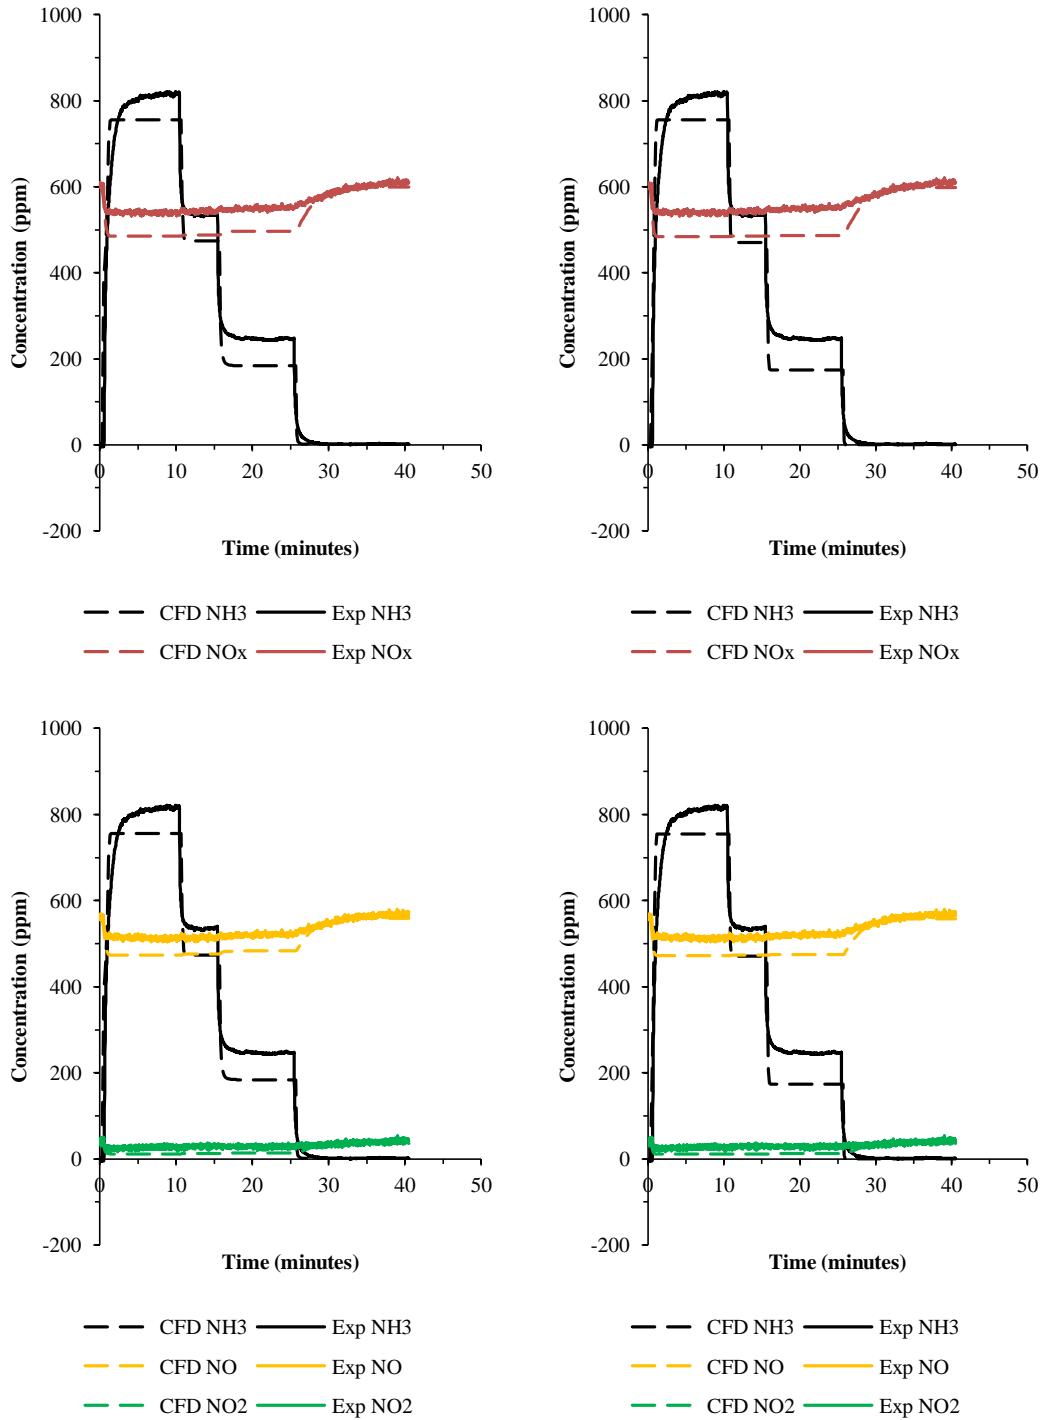 1000
800
600
400
200
0
-200
0 10 20 30 40 50
Concentration (ppm)
Time (minutes)
CFD NH3 Exp NH3
CFD NOx Exp NOx
1000
800
600
400
200
0
-200
0 10 20 30 40 50
Concentration (ppm)
Time (minutes)
CFD NH3 Exp NH3
CFD NOx Exp NOx
1000
800
600
400
200
0
-200
0 10 20 30 40 50
Concentration (ppm)
Time (minutes)
CFD NH3 Exp NH3
CFD NO Exp NO
CFD NO2 Exp NO2
1000
800
600
400
200
0
-200
0 10 20 30 40 50
Concentration (ppm)
Time (minutes)
CFD NH3 Exp NH3
CFD NO Exp NO
CFD NO2 Exp NO2